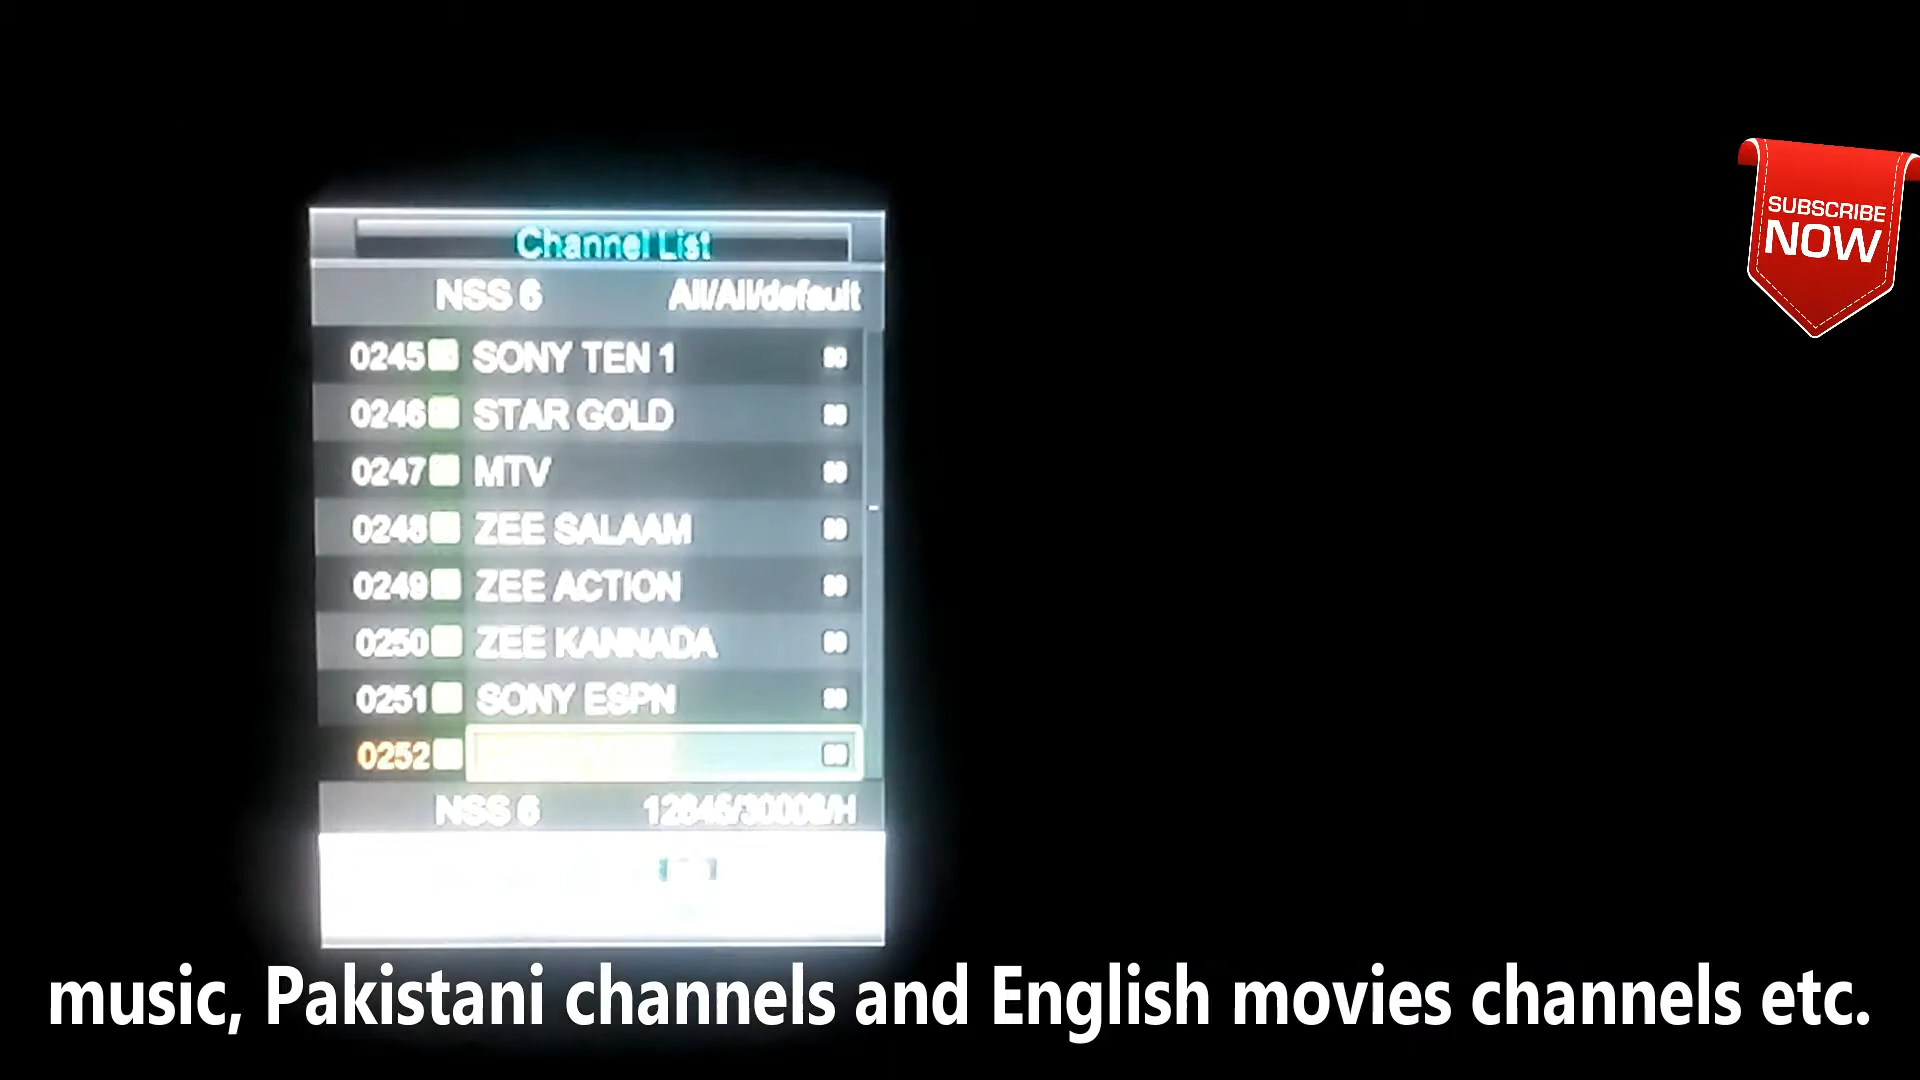 SUBSCRIBE
NOW
Channel List
NSS 6 All/All/default
0245 SONY TEN 1
0246 STAR GOLD
0247 MTV
0248 ZEE SALAAM
0249 ZEE ACTION
0250 ZEE KANNADA
0251 SONY ESPN
0252
NSS 6
music, Pakistani channels and English movies channels etc.